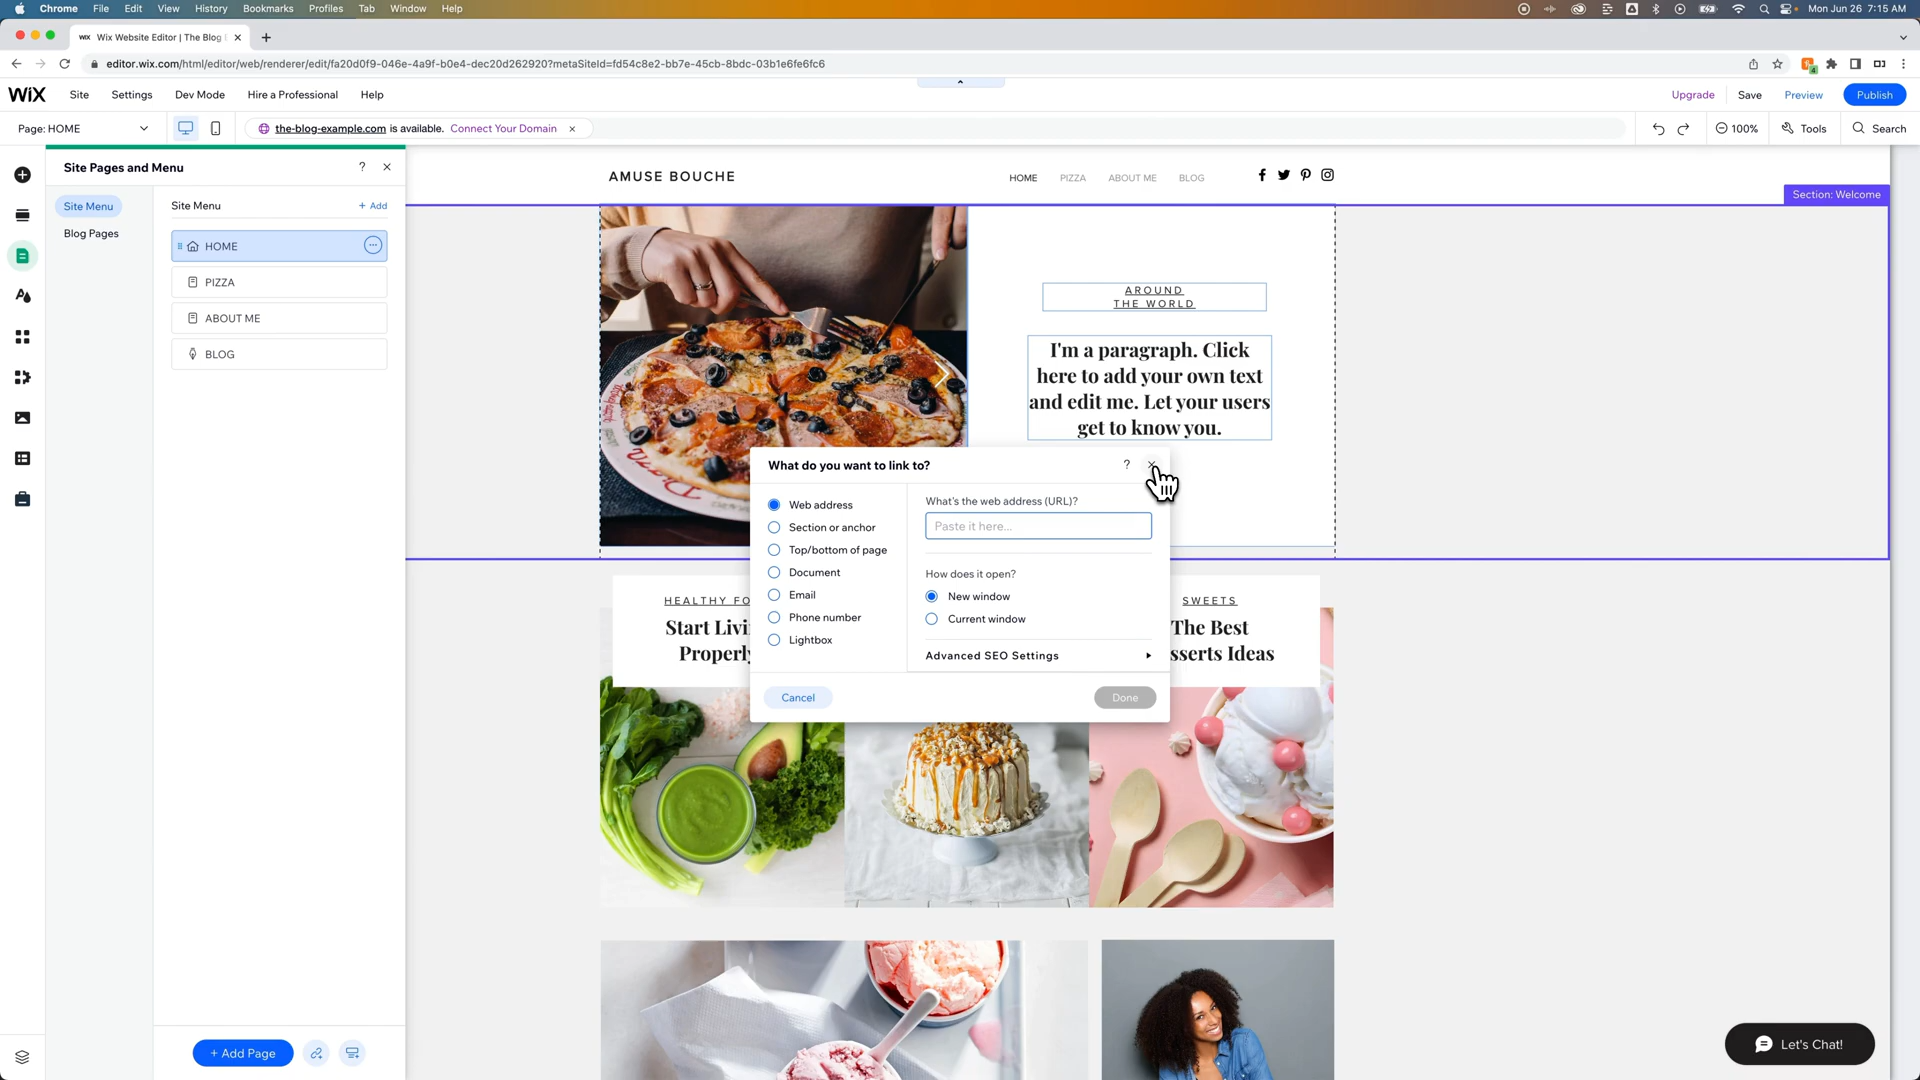 Chrome File Edit View History Bookmarks Profiles Tab Window Help
Mon Jun 26 7:15 AM
WIX Wix Website Editor | The Blog
editor.wix.com/html/editor/web/renderer/edit/fa20d0f9-046e-4a9f-b0e4-dec20d262920?metaSiteId=fd54c8e2-bb7e-45cb-8bdc-03b1e6fe6fc6
4
WiX Site Settings Dev Mode Hire a Professional Help
Upgrade Save Preview Publish
Page: HOME
the-blog-example.com is available. Connect Your Domain
100% Tools Search
Site Pages and Menu ?
Site Menu
Blog Pages
Site Menu + Add
HOME
PIZZA
ABOUT ME
BLOG
+ Add Page
AMUSE BOUCHE
HOME PIZZA ABOUT ME BLOG
Section: Welcome
AROUND
THE WORLD
I'm a paragraph. Click
here to add your own text
and edit me. Let your users
get to know you.
What do you want to link to? ?
Web address
Section or anchor
Top/bottom of page
Document
Email
Phone number
Lightbox
What's the web address (URL)?
Paste it here...
How does it open?
New window
Current window
Advanced SEO Settings
Cancel Done
HEALTHY FO
Start Livi
Properly
SWEETS
The Best
sserts Ideas
Let's Chat!